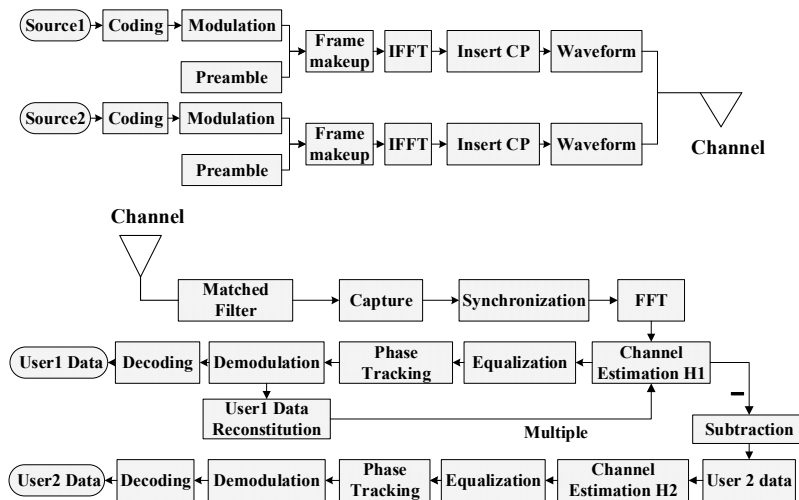 Source1
Coding
Modulation
Preamble
Frame
makeup
IFFT
Insert CP
Waveform
Source2
Coding
Modulation
Preamble
Frame
makeup
IFFT
Insert CP
Waveform
Channel
Channel
Matched
Filter
Capture
Synchronization
FFT
User1 Data
Decoding
Demodulation
Phase
Tracking
Equalization
Channel
Estimation H1
User1 Data
Reconstitution
Multiple
Subtraction
User2 Data
Decoding
Demodulation
Phase
Tracking
Equalization
Channel
Estimation H2
User 2 data